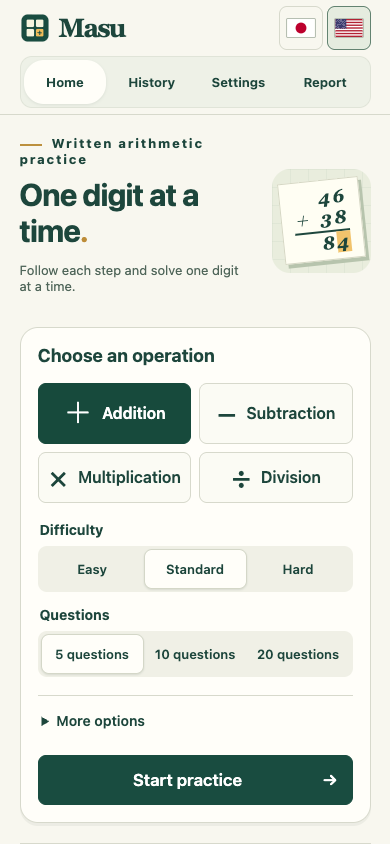 Masu
Home
History
Settings
Report
Written arithmetic
practice
One digit at a
time.
Follow each step and solve one digit
at a time.
46
+ 38
84
Choose an operation
+ Addition
− Subtraction
× Multiplication
÷ Division
Difficulty
Easy
Standard
Hard
Questions
5 questions
10 questions
20 questions
▶ More options
Start practice →